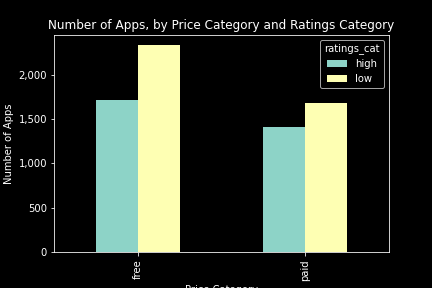 Number of Apps, by Price Category and Ratings Category
ratings_cat
high
low
2,000
1,500
1,000
500
0
Number of Apps
free
paid
Price Category